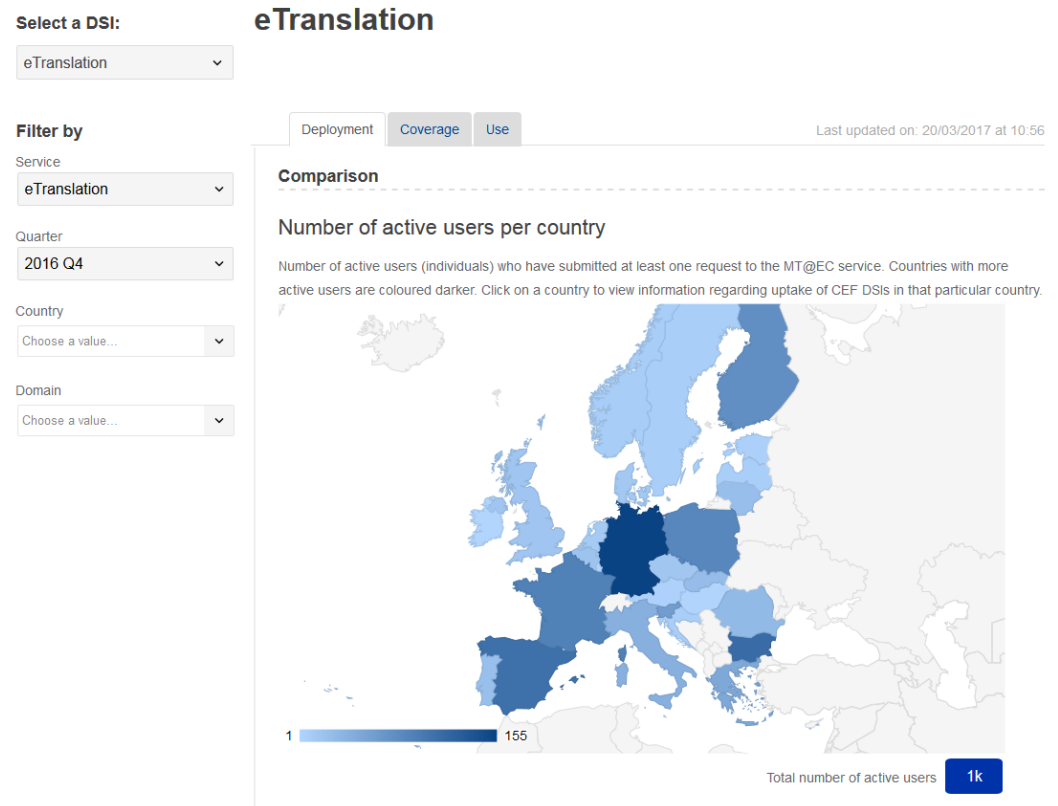 Select a DSI:
eTranslation
eTranslation
Filter by
Service
eTranslation
Quarter
2016 Q4
Country
Choose a value...
Domain
Choose a value...
Deployment Coverage Use
Last updated on: 20/03/2017 at 10:56
Comparison
Number of active users per country
Number of active users (individuals) who have submitted at least one request to the MT@EC service. Countries with more
active users are coloured darker. Click on a country to view information regarding uptake of CEF DSIs in that particular country.
1 155
Total number of active users 1k